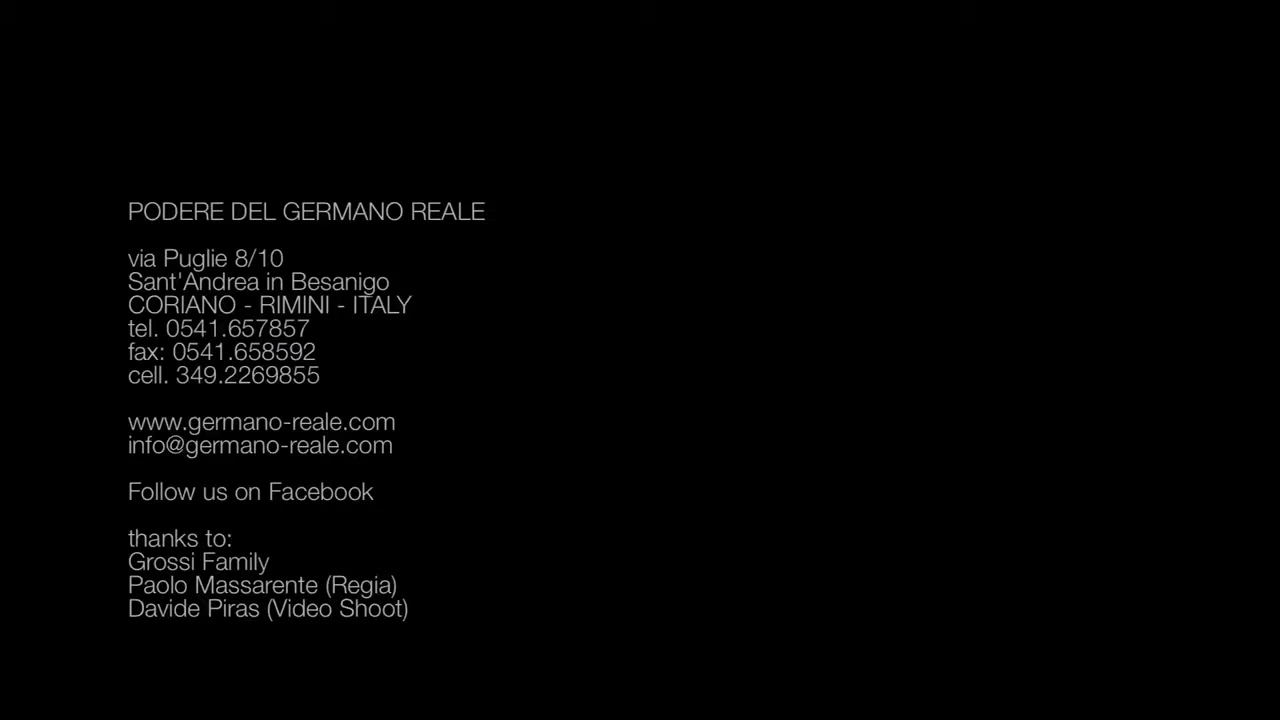 PODERE DEL GERMANO REALE
via Puglie 8/10
Sant'Andrea in Besanigo
CORIANO - RIMINI - ITALY
tel. 0541.657857
fax: 0541.658592
cell. 349.2269855
www.germano-reale.com
info@germano-reale.com
Follow us on Facebook
thanks to:
Grossi Family
Paolo Massarente (Regia)
Davide Piras (Video Shoot)